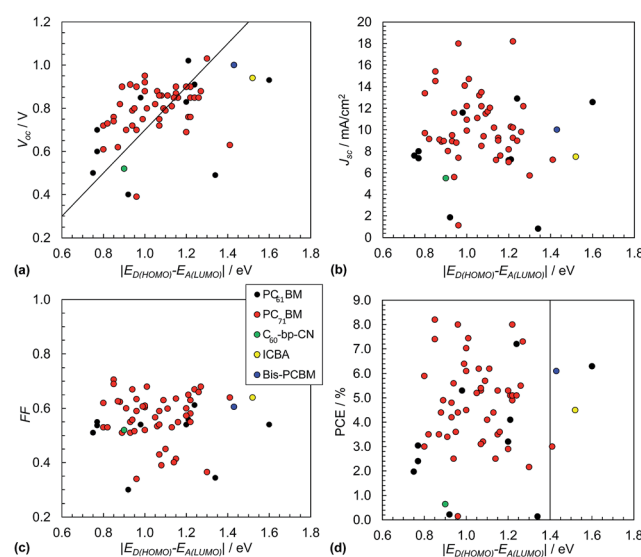 1.2
1.0
0.8
0.6
0.4
0.2
V_oc / V
0.6 0.8 1.0 1.2 1.4 1.6 1.8
(a) |E_D(HOMO)-E_A(LUMO)| / eV
20
18
16
14
12
10
8
6
4
2
0
J_sc / mA/cm²
0.6 0.8 1.0 1.2 1.4 1.6 1.8
(b) |E_D(HOMO)-E_A(LUMO)| / eV
1.0
0.8
0.6
0.4
0.2
FF
0.6 0.8 1.0 1.2 1.4 1.6 1.8
(c) |E_D(HOMO)-E_A(LUMO)| / eV
PC₆₁BM
PC₇₁BM
C₆₀-bp-CN
ICBA
Bis-PCBM
9.0
8.0
7.0
6.0
5.0
4.0
3.0
2.0
1.0
0.0
PCE / %
0.6 0.8 1.0 1.2 1.4 1.6 1.8
(d) |E_D(HOMO)-E_A(LUMO)| / eV